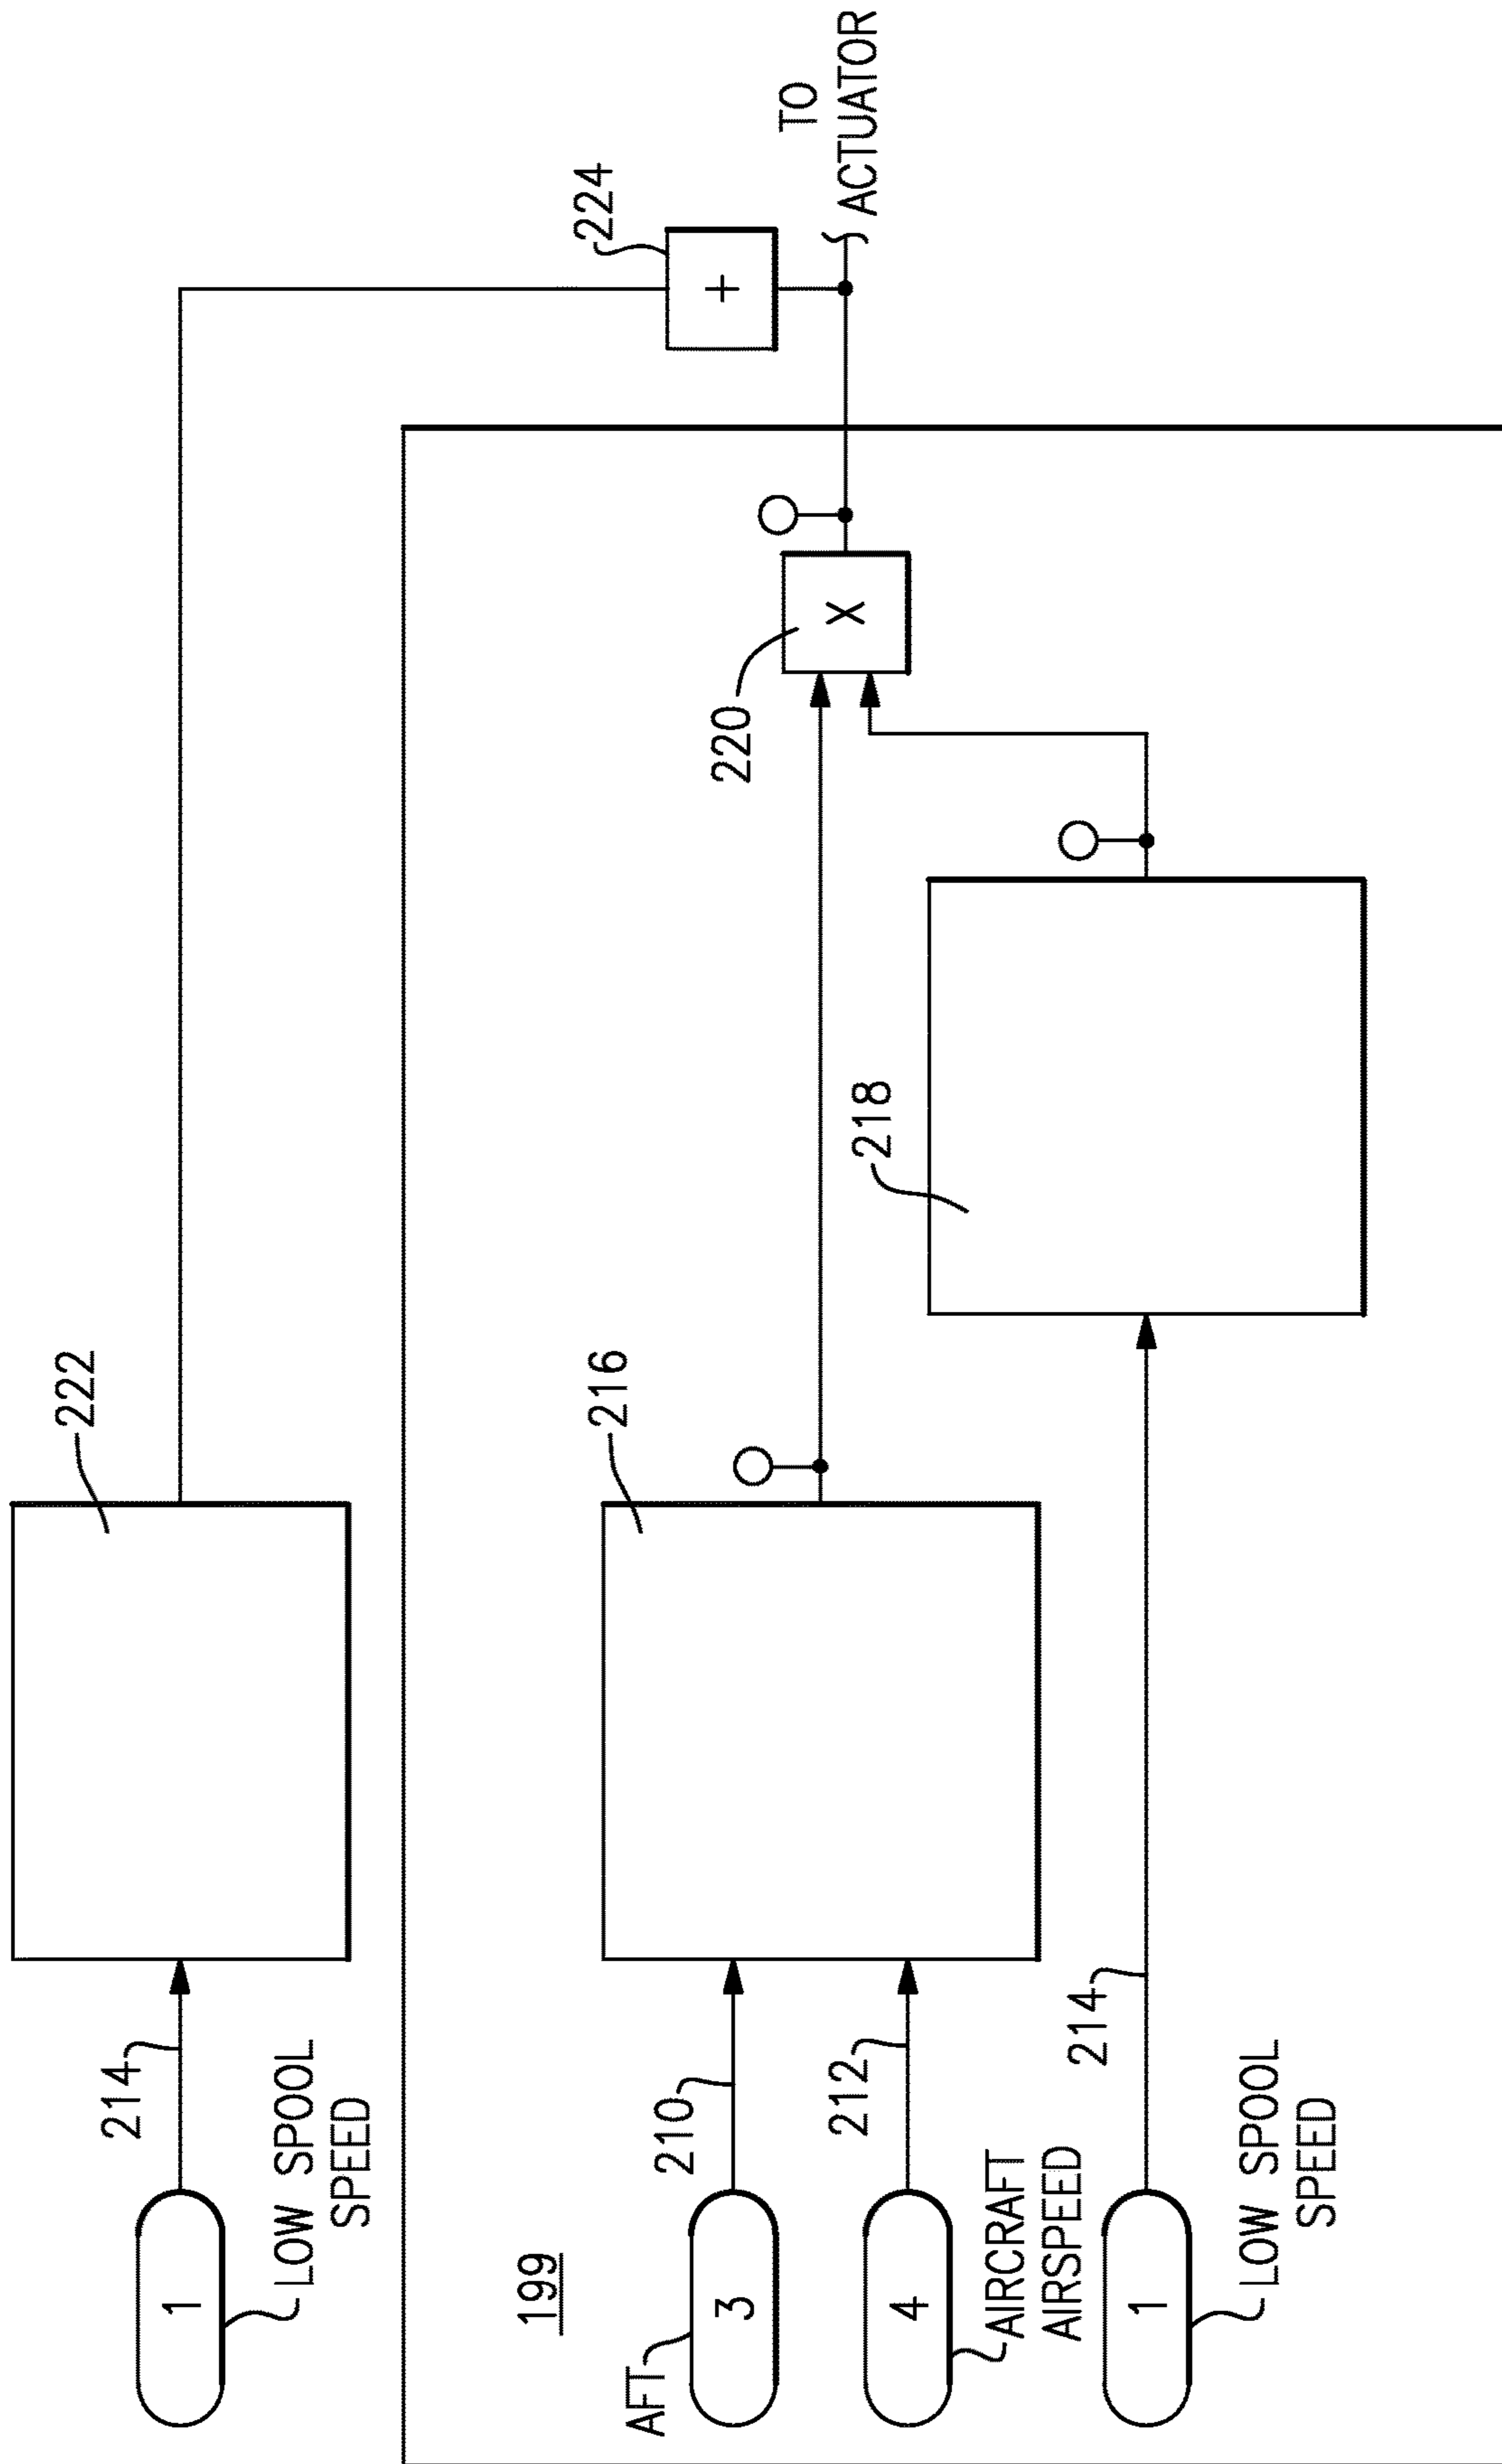 222
214
1
LOW SPOOL
SPEED
224
+
TO
ACTUATOR
199
216
210
AFT
3
212
4
AIRCRAFT
AIRSPEED
220
X
218
214
1
LOW SPOOL
SPEED